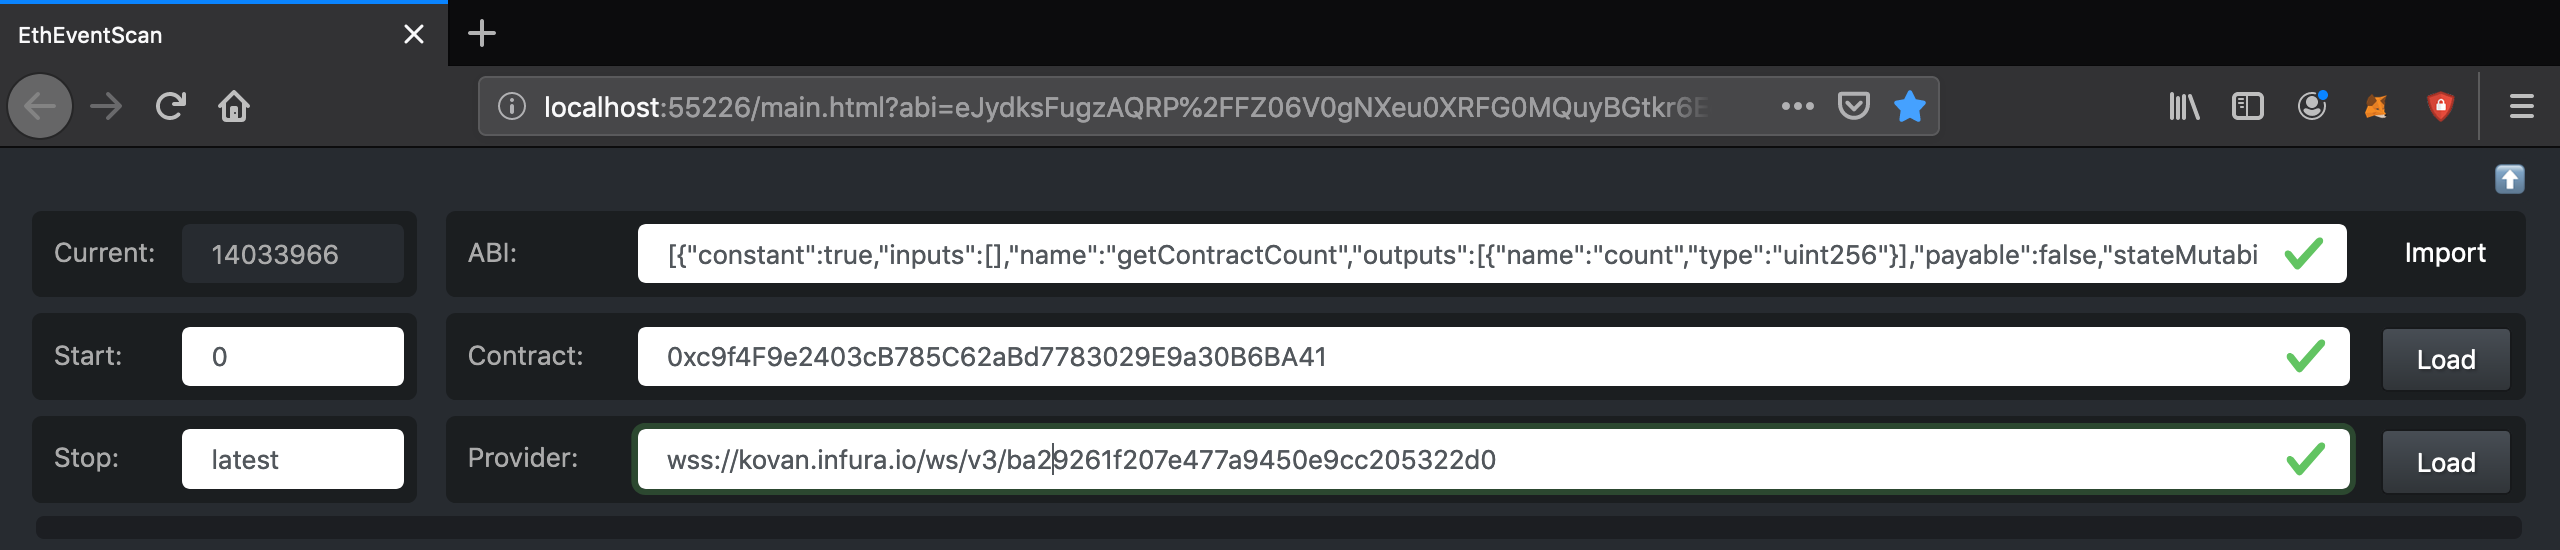 EthEventScan
localhost:55226/main.html?abi=eJydksFugzAQRP%2FFZ06V0gNXeu0XRFG0MQuyBGtkr6E
Current: 14033966 ABI: [{"constant":true,"inputs":[],"name":"getContractCount","outputs":[{"name":"count","type":"uint256"}],"payable":false,"stateMutabi Import
Start: 0 Contract: 0xc9f4F9e2403cB785C62aBd7783029E9a30B6BA41 Load
Stop: latest Provider: wss://kovan.infura.io/ws/v3/ba29261f207e477a9450e9cc205322d0 Load